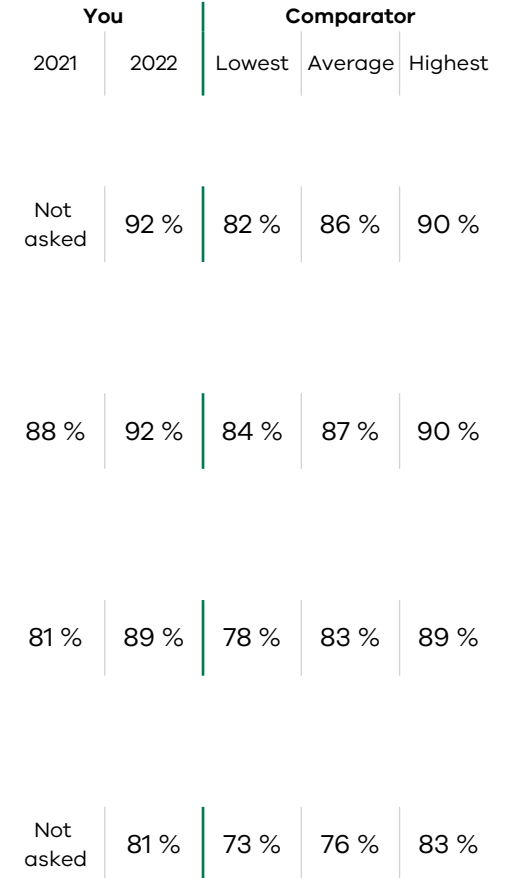 You Comparator
2021 2022 Lowest Average Highest
Not
asked 92 % 82 % 86 % 90 %
88 % 92 % 84 % 87 % 90 %
81 % 89 % 78 % 83 % 89 %
Not
asked 81 % 73 % 76 % 83 %